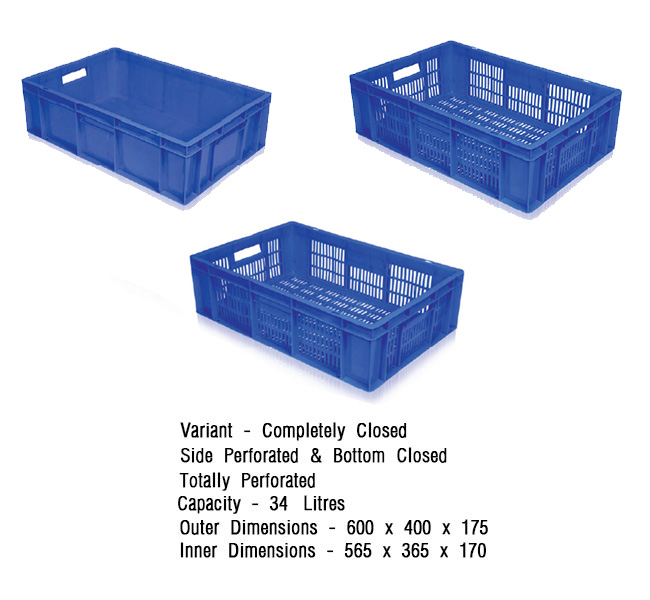 Variant - Completely Closed
Side Perforated & Bottom Closed
Totally Perforated
Capacity - 34 Litres
Outer Dimensions - 600 x 400 x 175
Inner Dimensions - 565 x 365 x 170